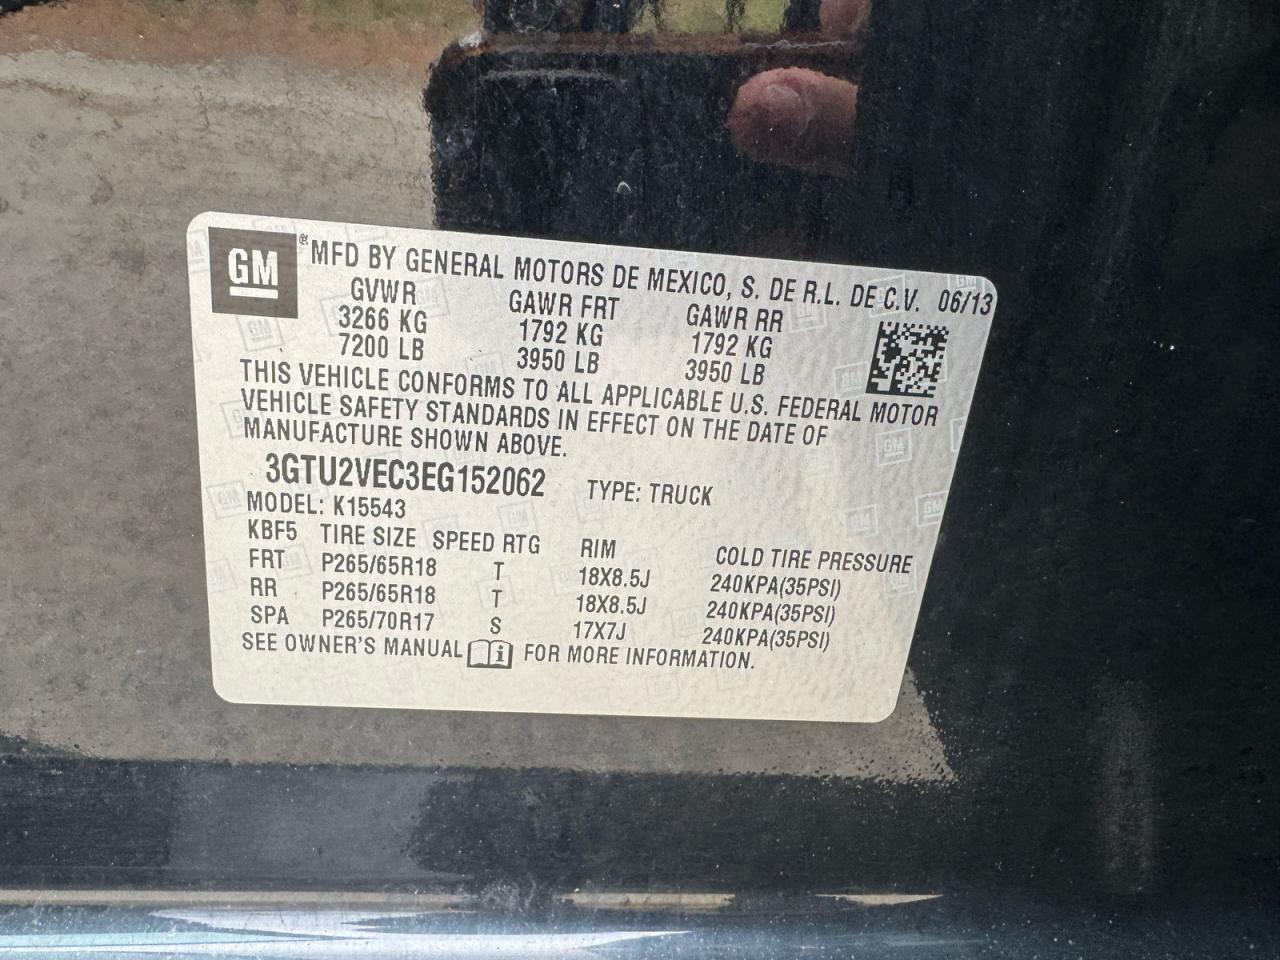 GM ® MFD BY GENERAL MOTORS DE MEXICO, S. DE R.L. DE C.V. 06/13
GVWR GAWR FRT GAWR RR
3266 KG 1792 KG 1792 KG
7200 LB 3950 LB 3950 LB
THIS VEHICLE CONFORMS TO ALL APPLICABLE U.S. FEDERAL MOTOR
VEHICLE SAFETY STANDARDS IN EFFECT ON THE DATE OF
MANUFACTURE SHOWN ABOVE.
3GTU2VEC3EG152062 TYPE: TRUCK
MODEL: K15543
KBF5 TIRE SIZE SPEED RTG RIM COLD TIRE PRESSURE
FRT P265/65R18 T 18X8.5J 240KPA(35PSI)
RR P265/65R18 T 18X8.5J 240KPA(35PSI)
SPA P265/70R17 S 17X7J 240KPA(35PSI)
SEE OWNER'S MANUAL i FOR MORE INFORMATION.